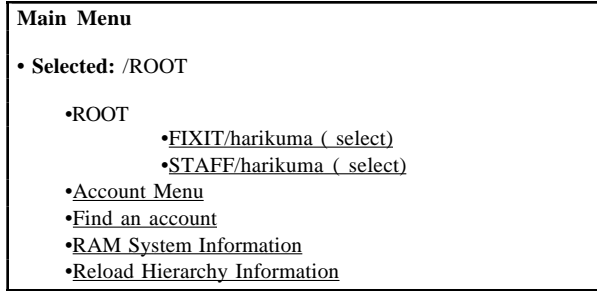 Main Menu
• Selected: /ROOT
•ROOT
•FIXIT/harikuma ( select)
•STAFF/harikuma ( select)
•Account Menu
•Find an account
•RAM System Information
•Reload Hierarchy Information